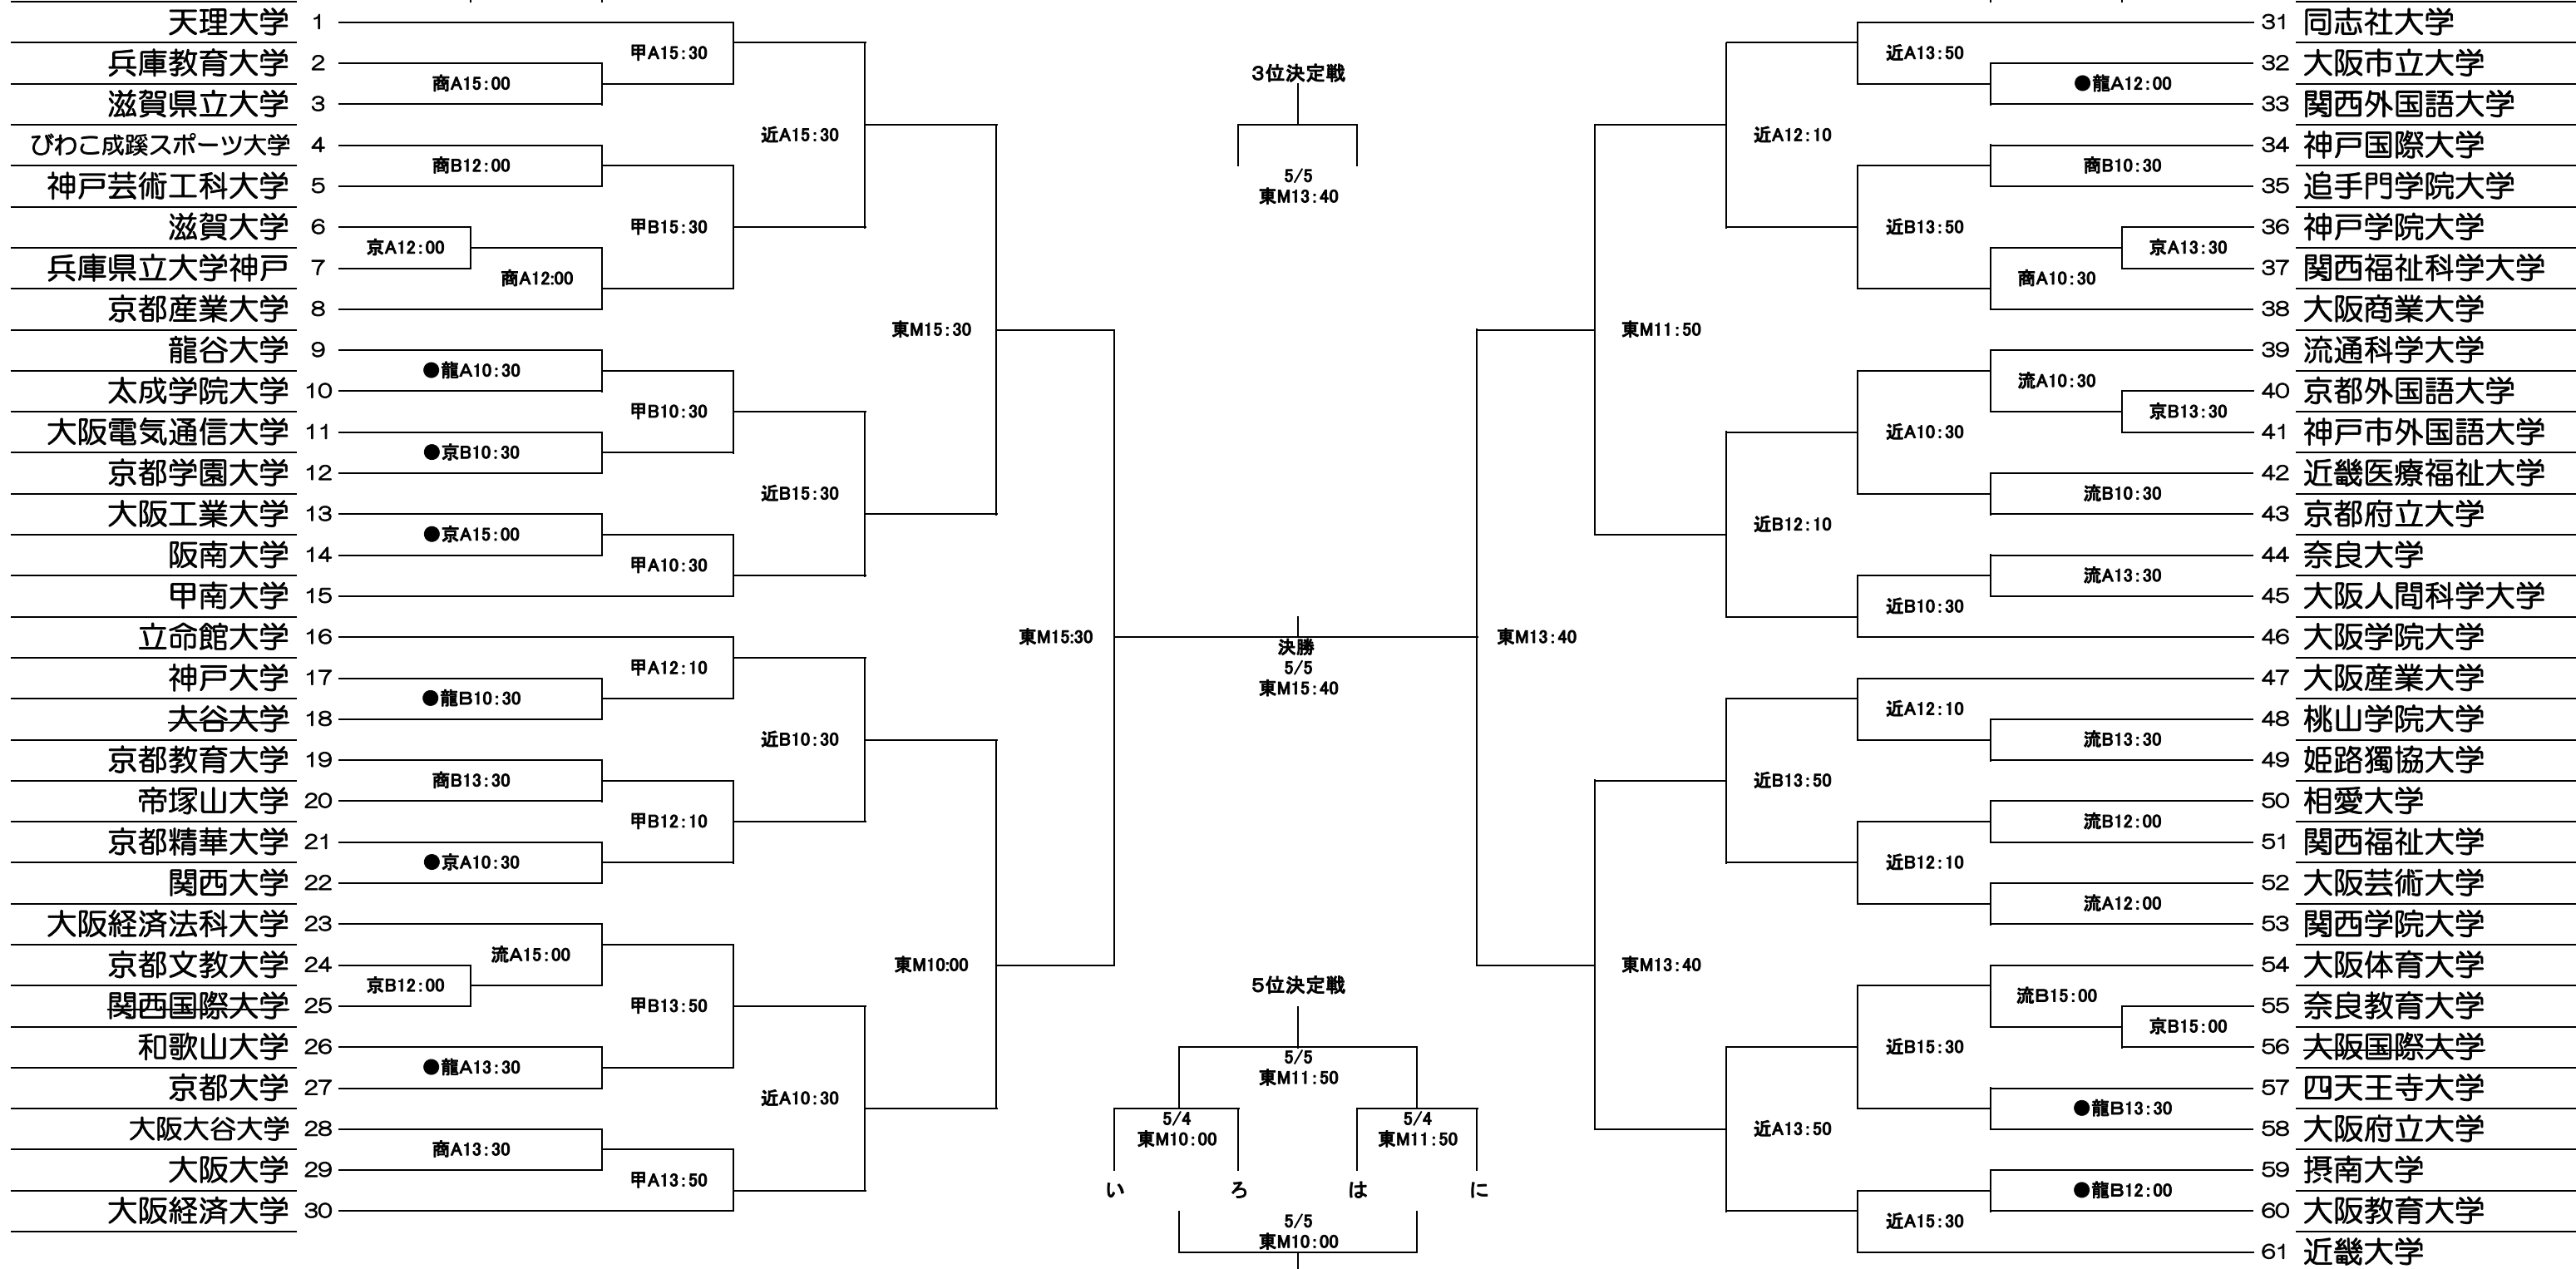 天理大学 1
兵庫教育大学 2
滋賀県立大学 3
びわこ成蹊スポーツ大学 4
神戸芸術工科大学 5
滋賀大学 6
兵庫県立大学神戸 7
京都産業大学 8
龍谷大学 9
太成学院大学 10
大阪電気通信大学 11
京都学園大学 12
大阪工業大学 13
阪南大学 14
甲南大学 15
立命館大学 16
神戸大学 17
大谷大学 18
京都教育大学 19
帝塚山大学 20
京都精華大学 21
関西大学 22
大阪経済法科大学 23
京都文教大学 24
関西国際大学 25
和歌山大学 26
京都大学 27
大阪大谷大学 28
大阪大学 29
大阪経済大学 30
京A12:00
京B12:00
商A15:00
商B12:00
商A12:00
●龍A10:30
●京B10:30
●京A15:00
●龍B10:30
商B13:30
●京A10:30
流A15:00
●龍A13:30
商A13:30
甲A15:30
甲B15:30
甲B10:30
甲A10:30
甲A12:10
甲B12:10
甲B13:50
甲A13:50
近A15:30
近B15:30
近B10:30
近A10:30
東M15:30
東M10:00
東M15:30
3位決定戦
5/5
東M13:40
決勝
5/5
東M15:40
5位決定戦
5/5
東M11:50
5/4
東M10:00
5/4
東M11:50
い ろ は に
5/5
東M10:00
東M13:40
東M11:50
東M13:40
近A12:10
近B12:10
近B13:50
近A13:50
近A13:50
近B13:50
近A10:30
近B10:30
近A12:10
近B12:10
近B15:30
近A15:30
●龍A12:00
商B10:30
商A10:30
流A10:30
流B10:30
流A13:30
流B13:30
流B12:00
流A12:00
流B15:00
●龍B13:30
●龍B12:00
京A13:30
京B13:30
京B15:00
31 同志社大学
32 大阪市立大学
33 関西外国語大学
34 神戸国際大学
35 追手門学院大学
36 神戸学院大学
37 関西福祉科学大学
38 大阪商業大学
39 流通科学大学
40 京都外国語大学
41 神戸市外国語大学
42 近畿医療福祉大学
43 京都府立大学
44 奈良大学
45 大阪人間科学大学
46 大阪学院大学
47 大阪産業大学
48 桃山学院大学
49 姫路獨協大学
50 相愛大学
51 関西福祉大学
52 大阪芸術大学
53 関西学院大学
54 大阪体育大学
55 奈良教育大学
56 大阪国際大学
57 四天王寺大学
58 大阪府立大学
59 摂南大学
60 大阪教育大学
61 近畿大学